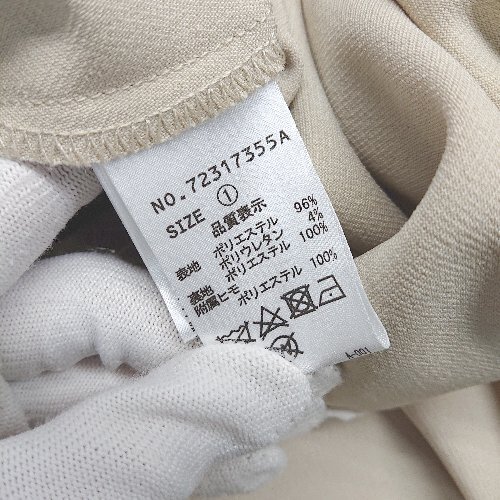 NO.72317355A
SIZE ①
品質表示
表地 ポリエステル 96%
ポリウレタン 4%
裏地 ポリエステル 100%
附属ヒモ ポリエステル 100%
A-001